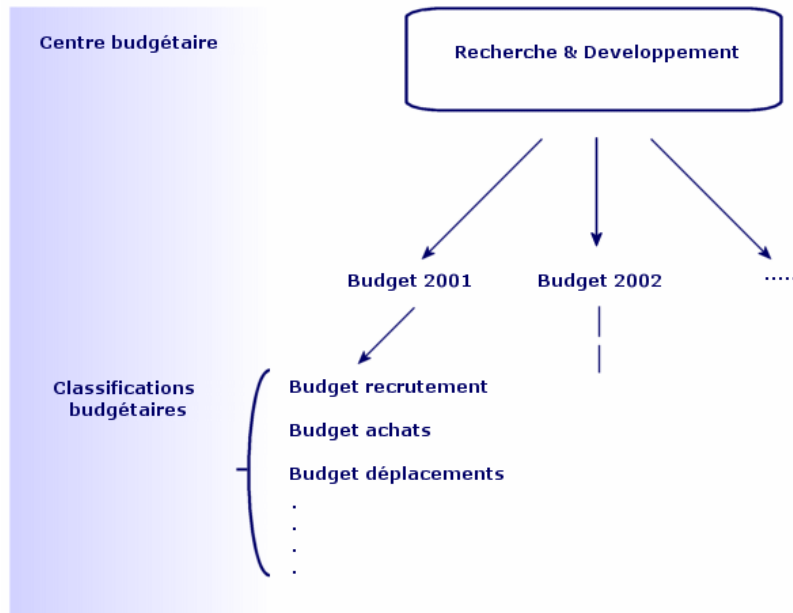 Centre budgétaire
Recherche & Developpement
Budget 2001
Budget 2002
.....
Classifications
budgétaires
Budget recrutement
Budget achats
Budget déplacements
.
.
.
.